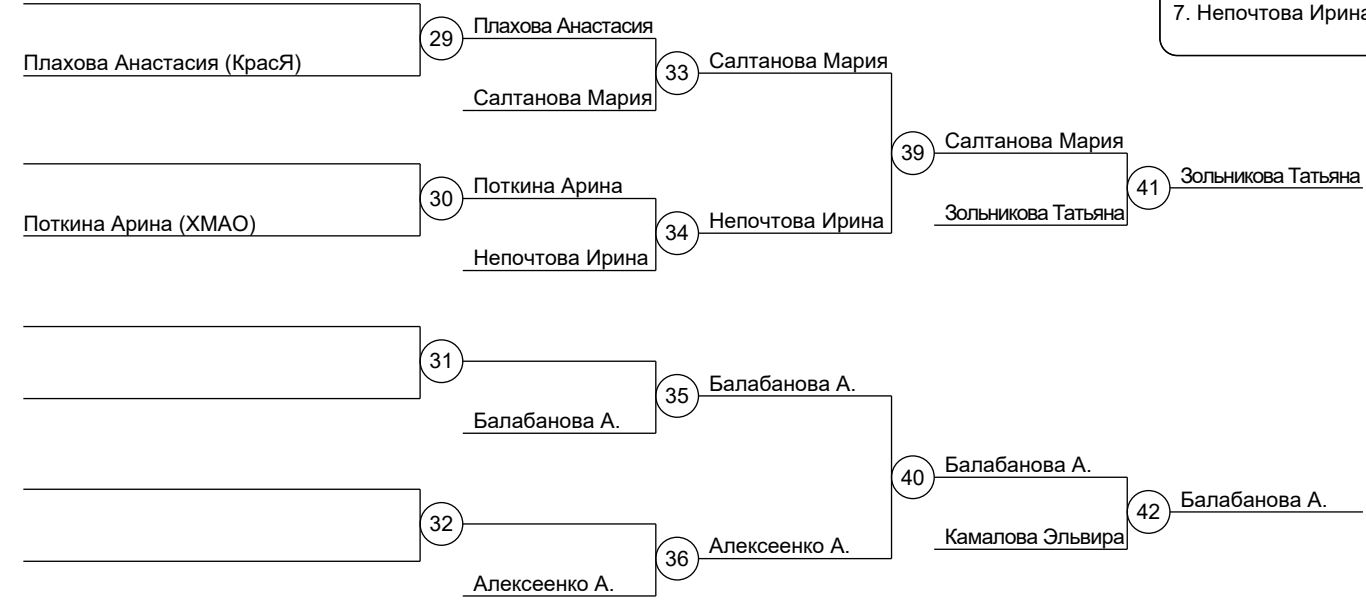 7. Непочтова Ирина
29
Плахова Анастасия
Плахова Анастасия (КрасЯ)
33
Салтанова Мария
Салтанова Мария
39
Салтанова Мария
30
Поткина Арина
41
Зольникова Татьяна
Поткина Арина (ХМАО)
34
Непочтова Ирина
Зольникова Татьяна
Непочтова Ирина
31
35
Балабанова А.
Балабанова А.
40
Балабанова А.
32
42
Балабанова А.
36
Алексеенко А.
Камалова Эльвира
Алексеенко А.